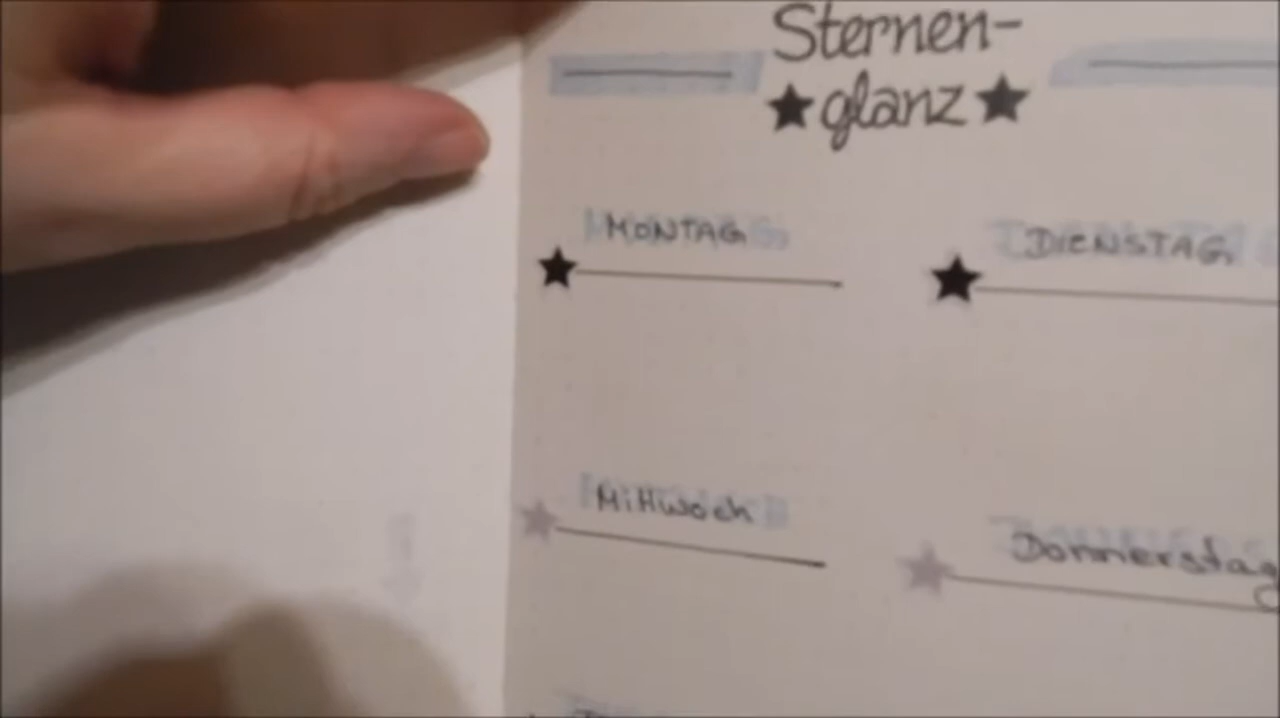 Sternen-
glanz
MONTAG
DiENSTAG
Mittwoch
Donnerstag